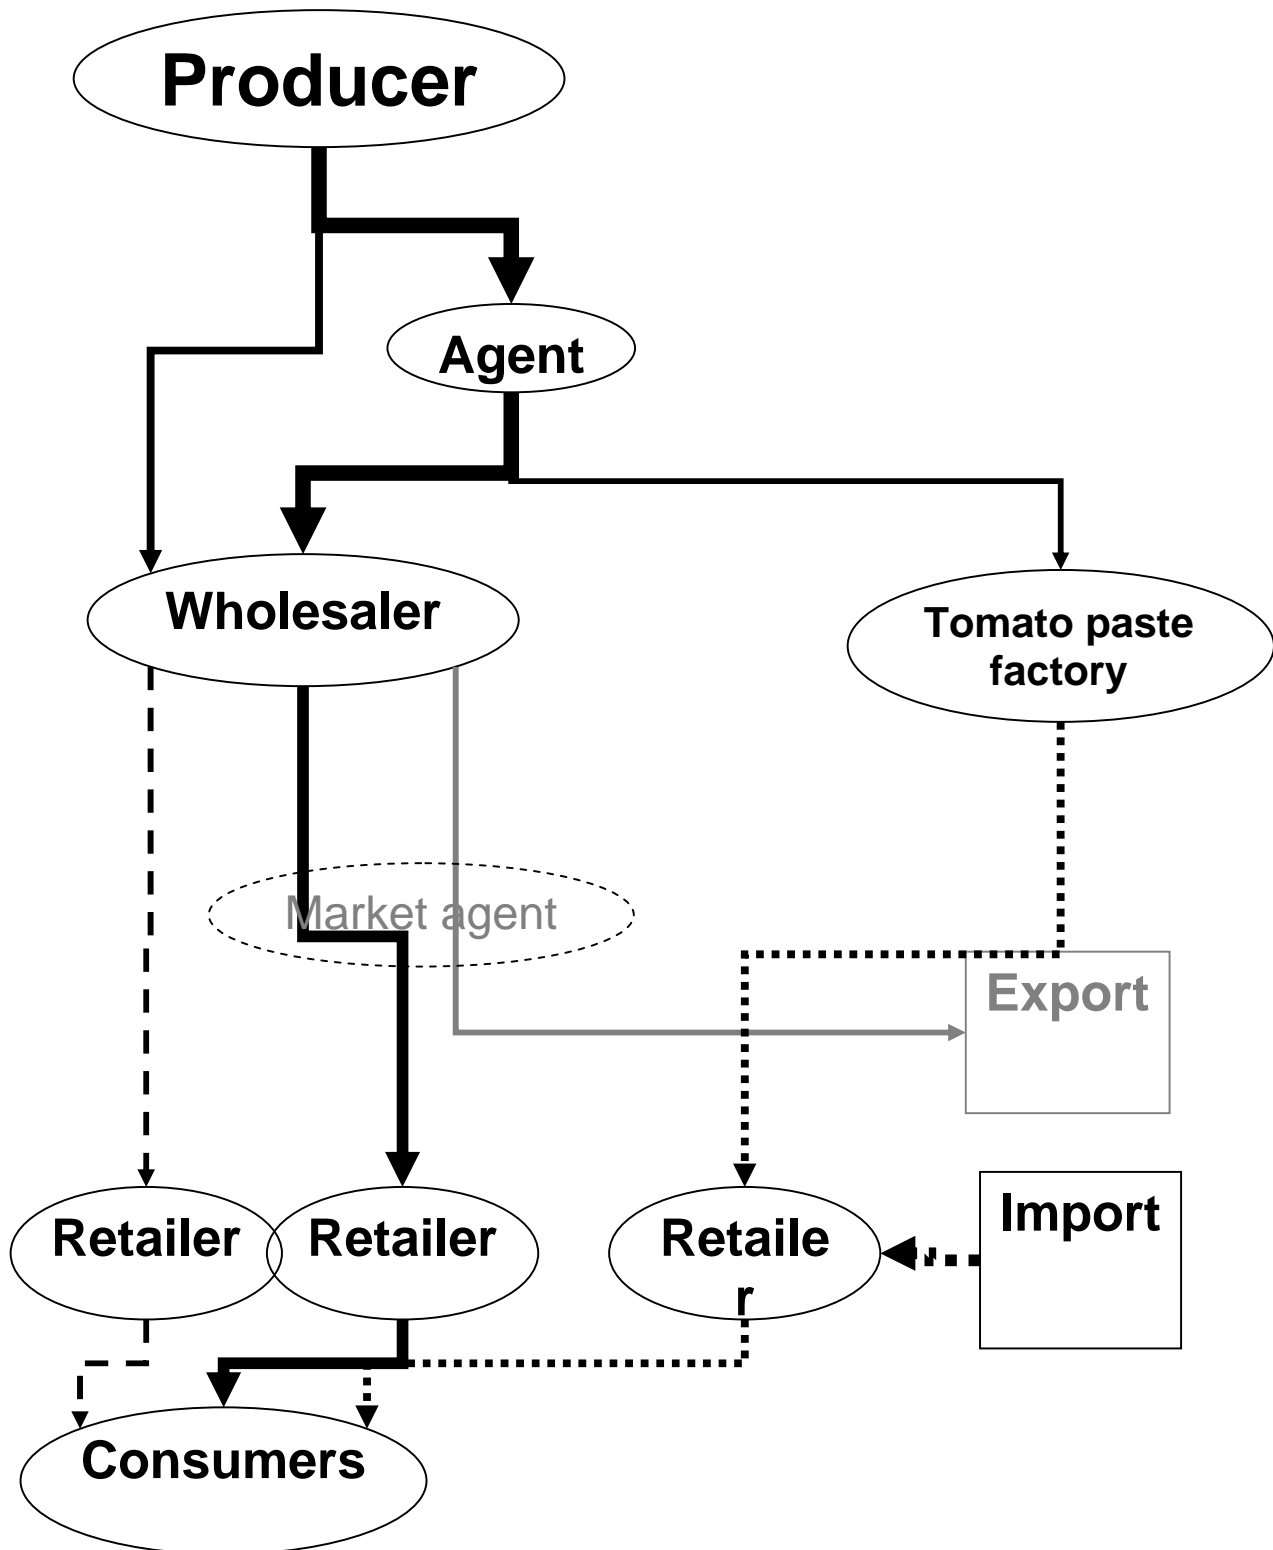 Producer
Agent
Wholesaler
Tomato paste
factory
Market agent
Export
Import
Retailer
Retailer
Retaile
r
Consumers